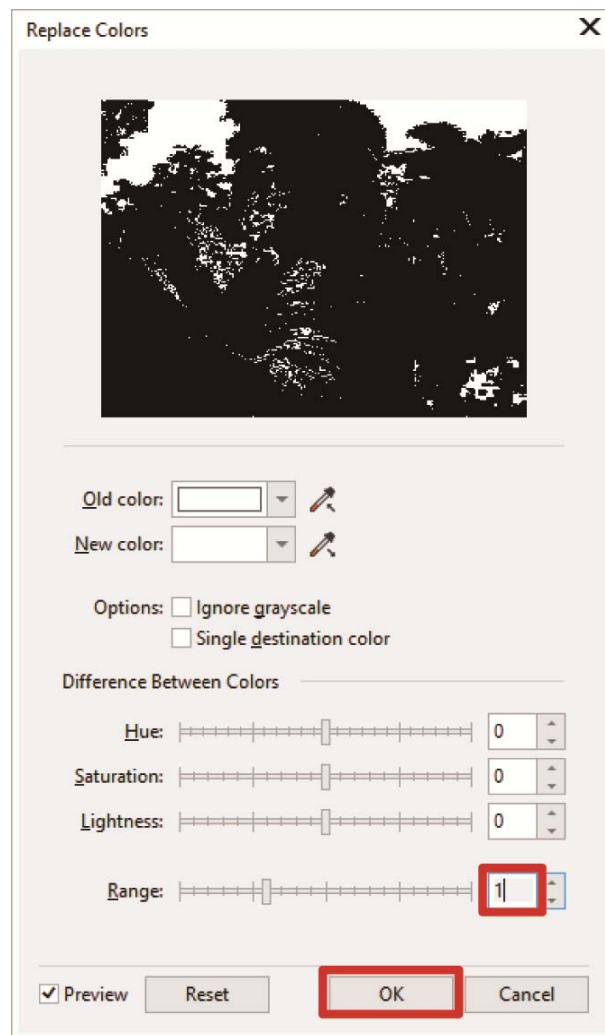 Replace Colors
Old color:
New color:
Options: Ignore grayscale
Single destination color
Difference Between Colors
Hue: 0
Saturation: 0
Lightness: 0
Range: 1
Preview Reset OK Cancel